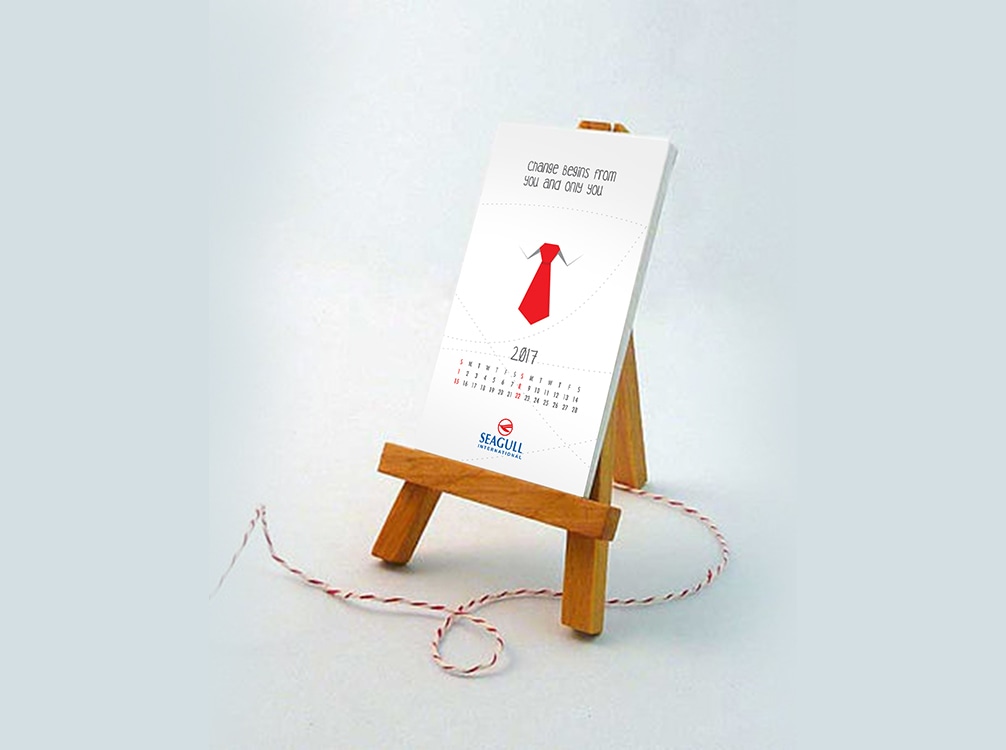 Change Begins from
you and only you
2017
S M T W T F S S M T W T F S
1 2 3 4 5 6 7 8 9 10 11 12 13 14
15 16 17 18 19 20 21 22 23 24 25 26 27 28
SEAGULL
INTERNATIONAL